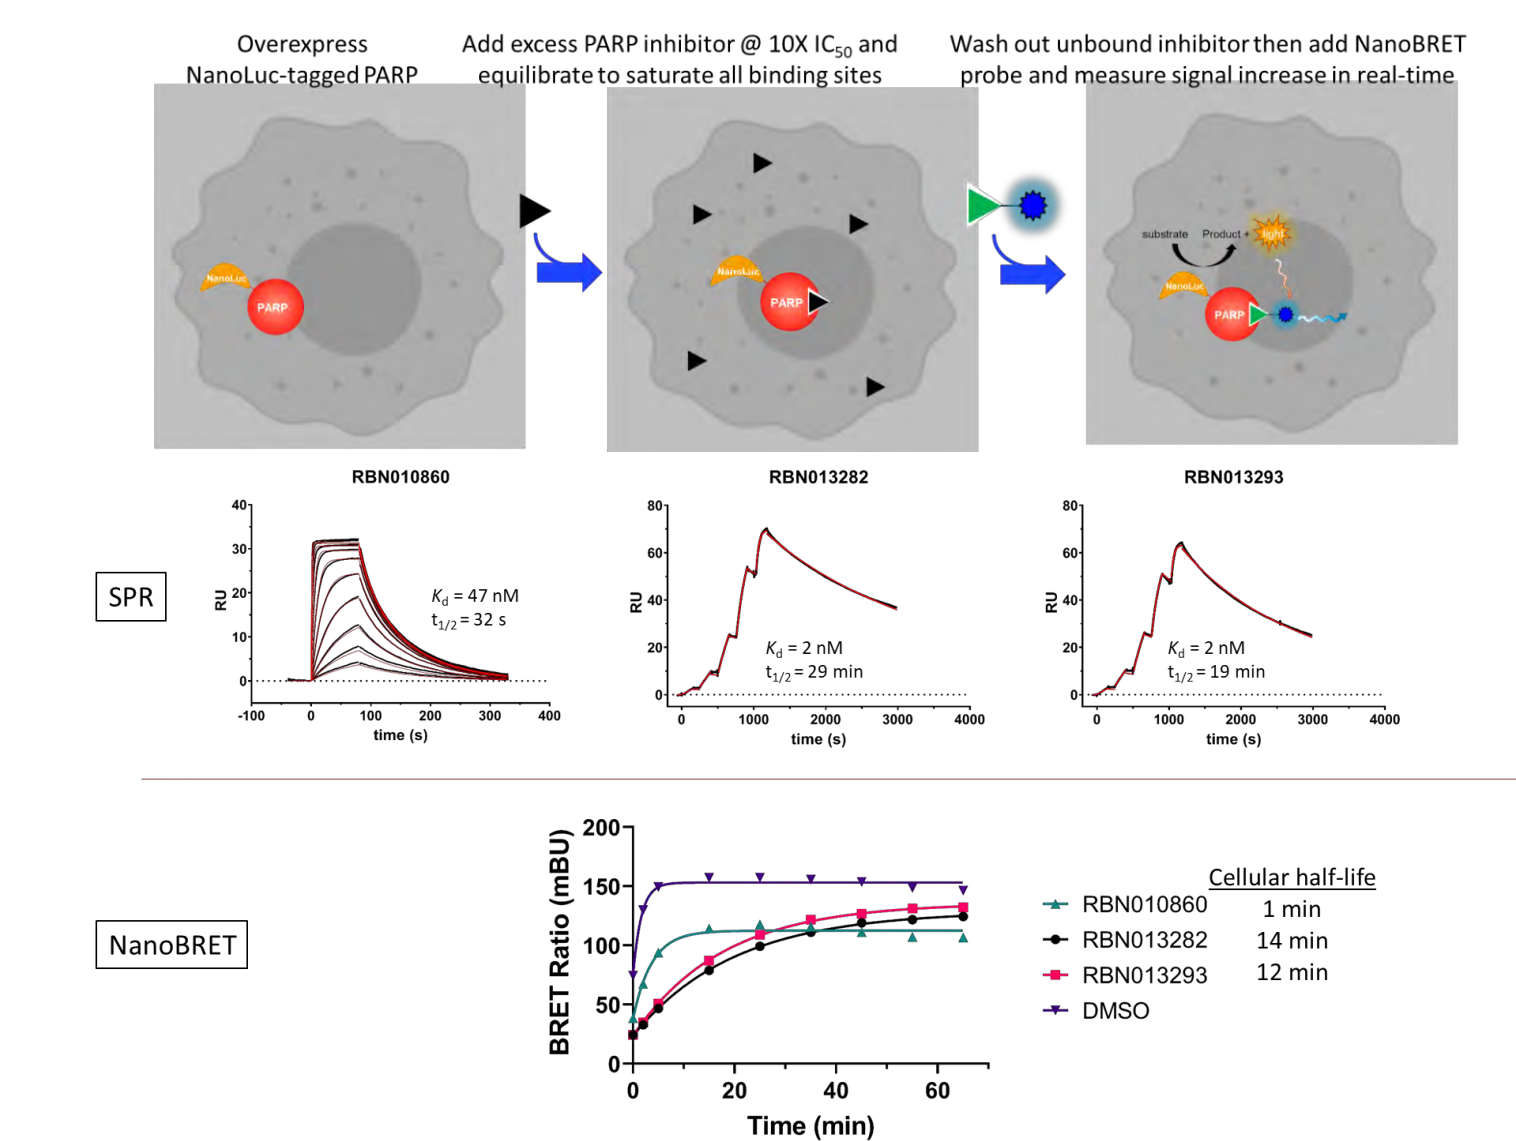 Overexpress
NanoLuc-tagged PARP
Add excess PARP inhibitor @ 10X IC50 and
equilibrate to saturate all binding sites
Wash out unbound inhibitor then add NanoBRET
probe and measure signal increase in real-time
NanoLuc
PARP
NanoLuc
PARP
substrate
Product +
light
NanoLuc
PARP
SPR
RBN010860
40
30
20
10
0
RU
-100
0
100
200
300
400
time (s)
Kd = 47 nM
t1/2 = 32 s
RBN013282
80
60
40
20
0
RU
0
1000
2000
3000
4000
time (s)
Kd = 2 nM
t1/2 = 29 min
RBN013293
80
60
40
20
0
RU
0
1000
2000
3000
4000
time (s)
Kd = 2 nM
t1/2 = 19 min
NanoBRET
BRET Ratio (mBU)
200
150
100
50
0
0
20
40
60
Time (min)
Cellular half-life
RBN010860 1 min
RBN013282 14 min
RBN013293 12 min
DMSO